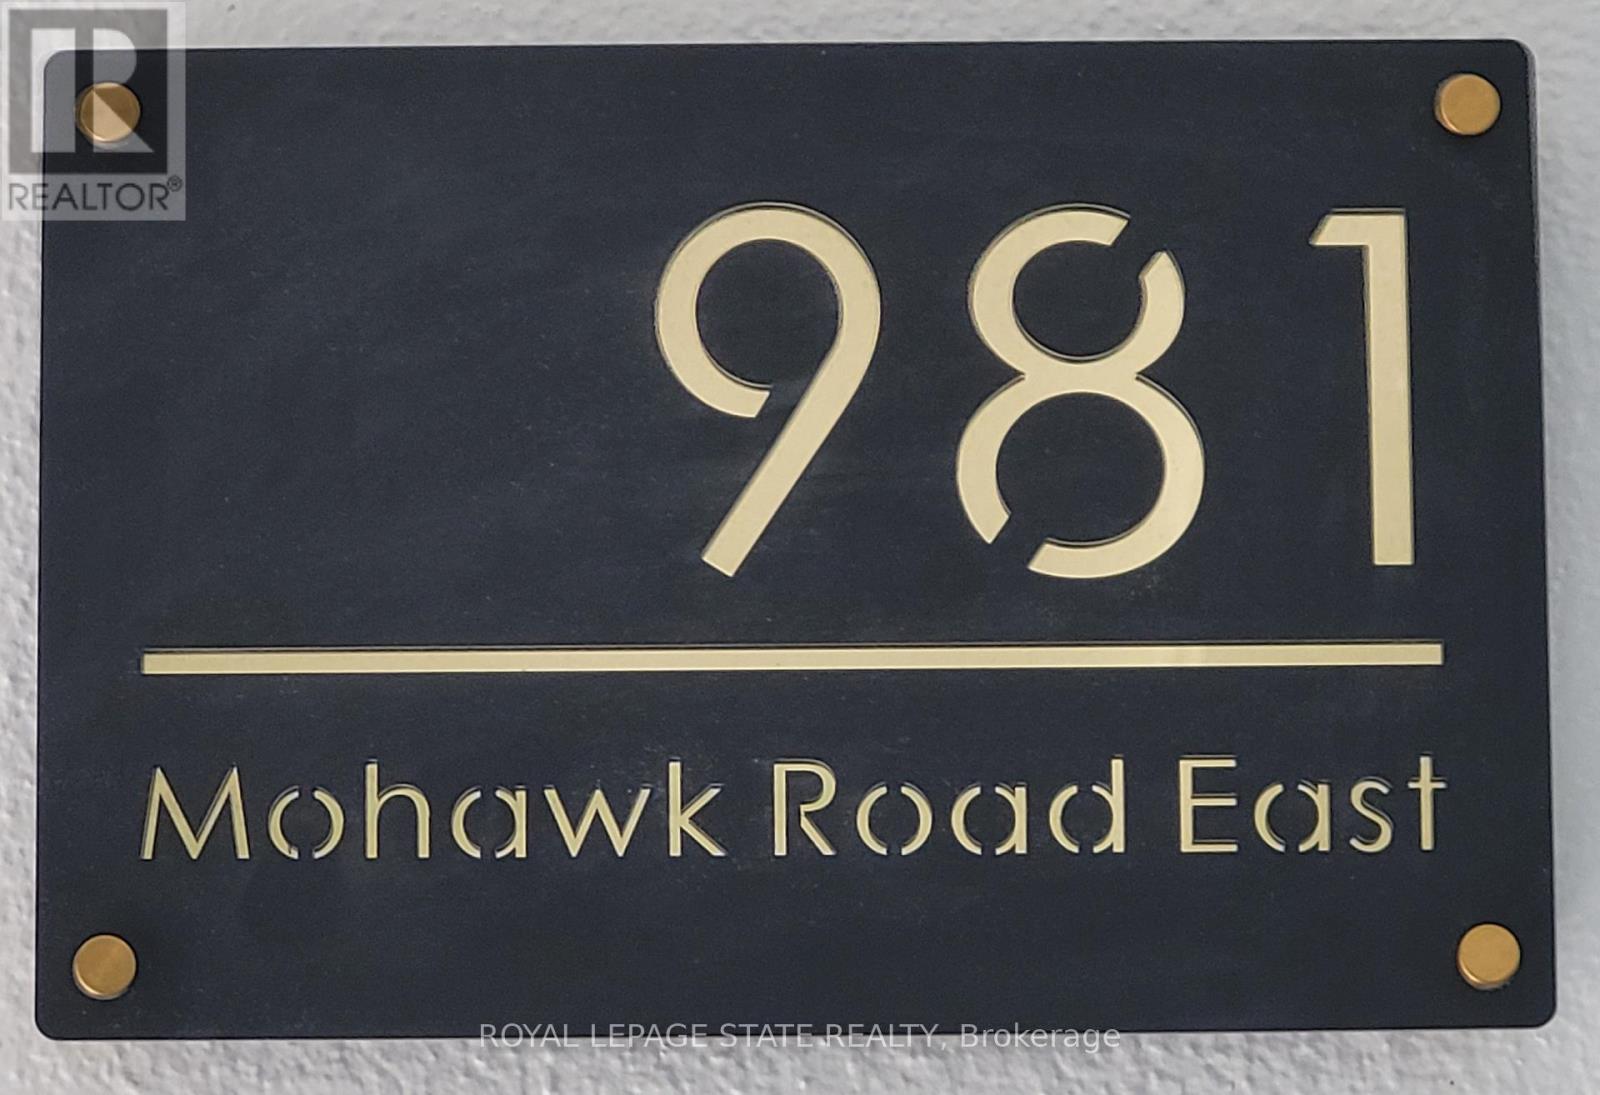 REALTOR®
981
Mohawk Road East
ROYAL LEPAGE STATE REALTY, Brokerage